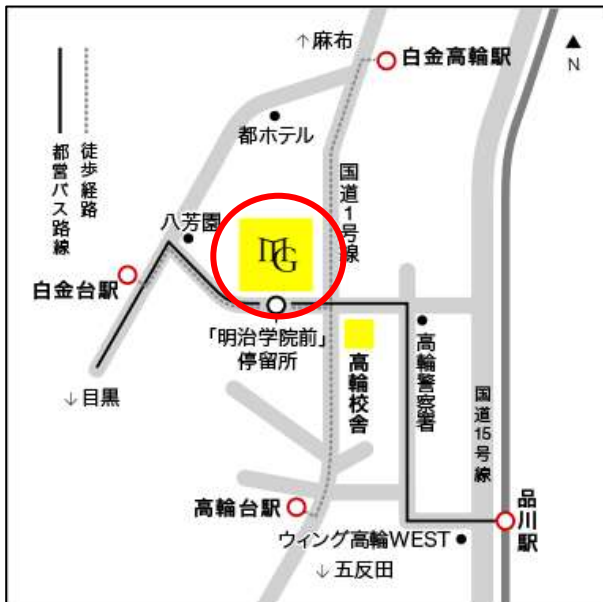 ↑麻布
白金高輪駅
▲
N
都営バス路線
徒歩経路
都ホテル
国道1号線
八芳園
MG
白金台駅
「明治学院前」
停留所
↓目黒
高輪校舎
高輪警察署
国道15号線
高輪台駅
品川駅
ウィング高輪WEST
↓五反田